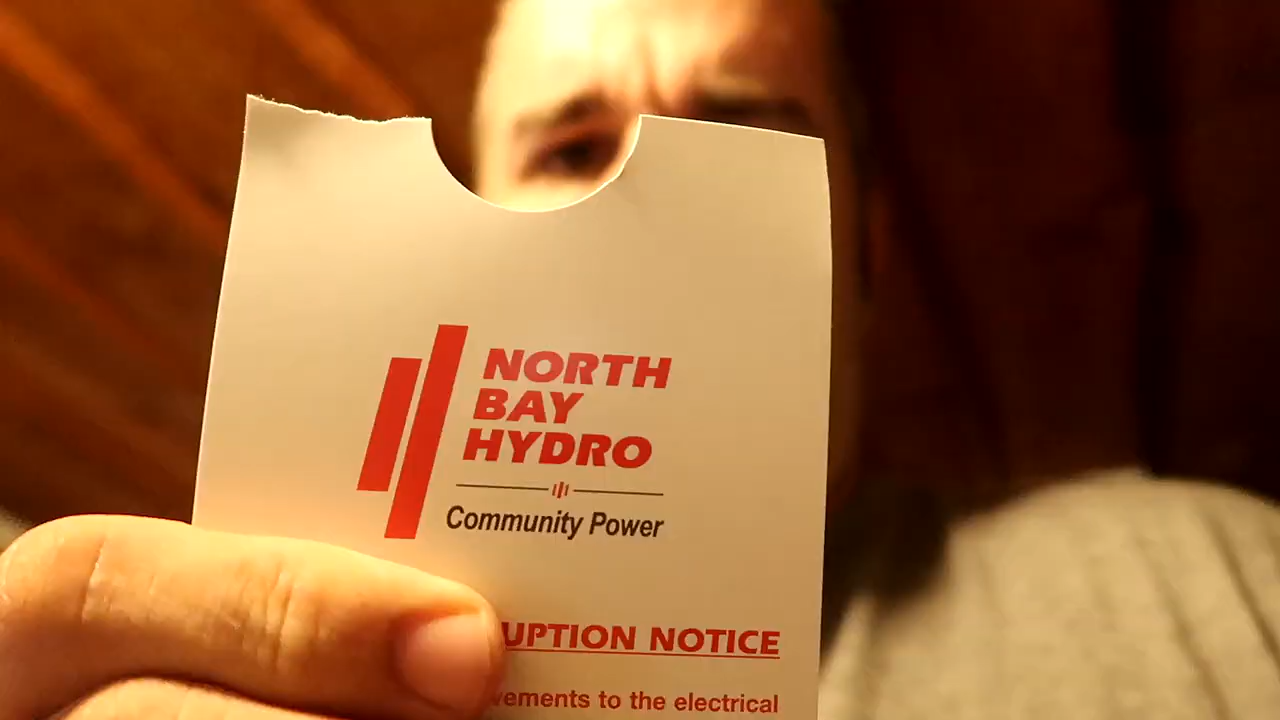 NORTH
BAY
HYDRO
Community Power
UPTION NOTICE
vements to the electrical